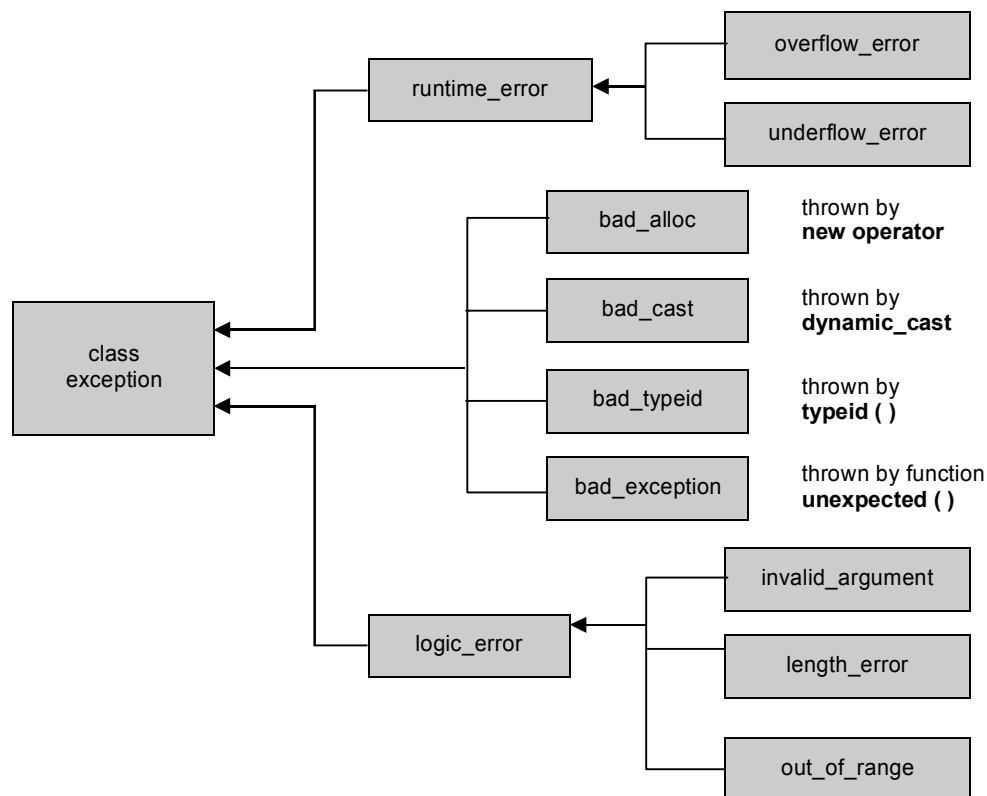 overflow_error
runtime_error
underflow_error
bad_alloc
thrown by
new operator
bad_cast
thrown by
dynamic_cast
class
exception
bad_typeid
thrown by
typeid ( )
bad_exception
thrown by function
unexpected ( )
invalid_argument
logic_error
length_error
out_of_range